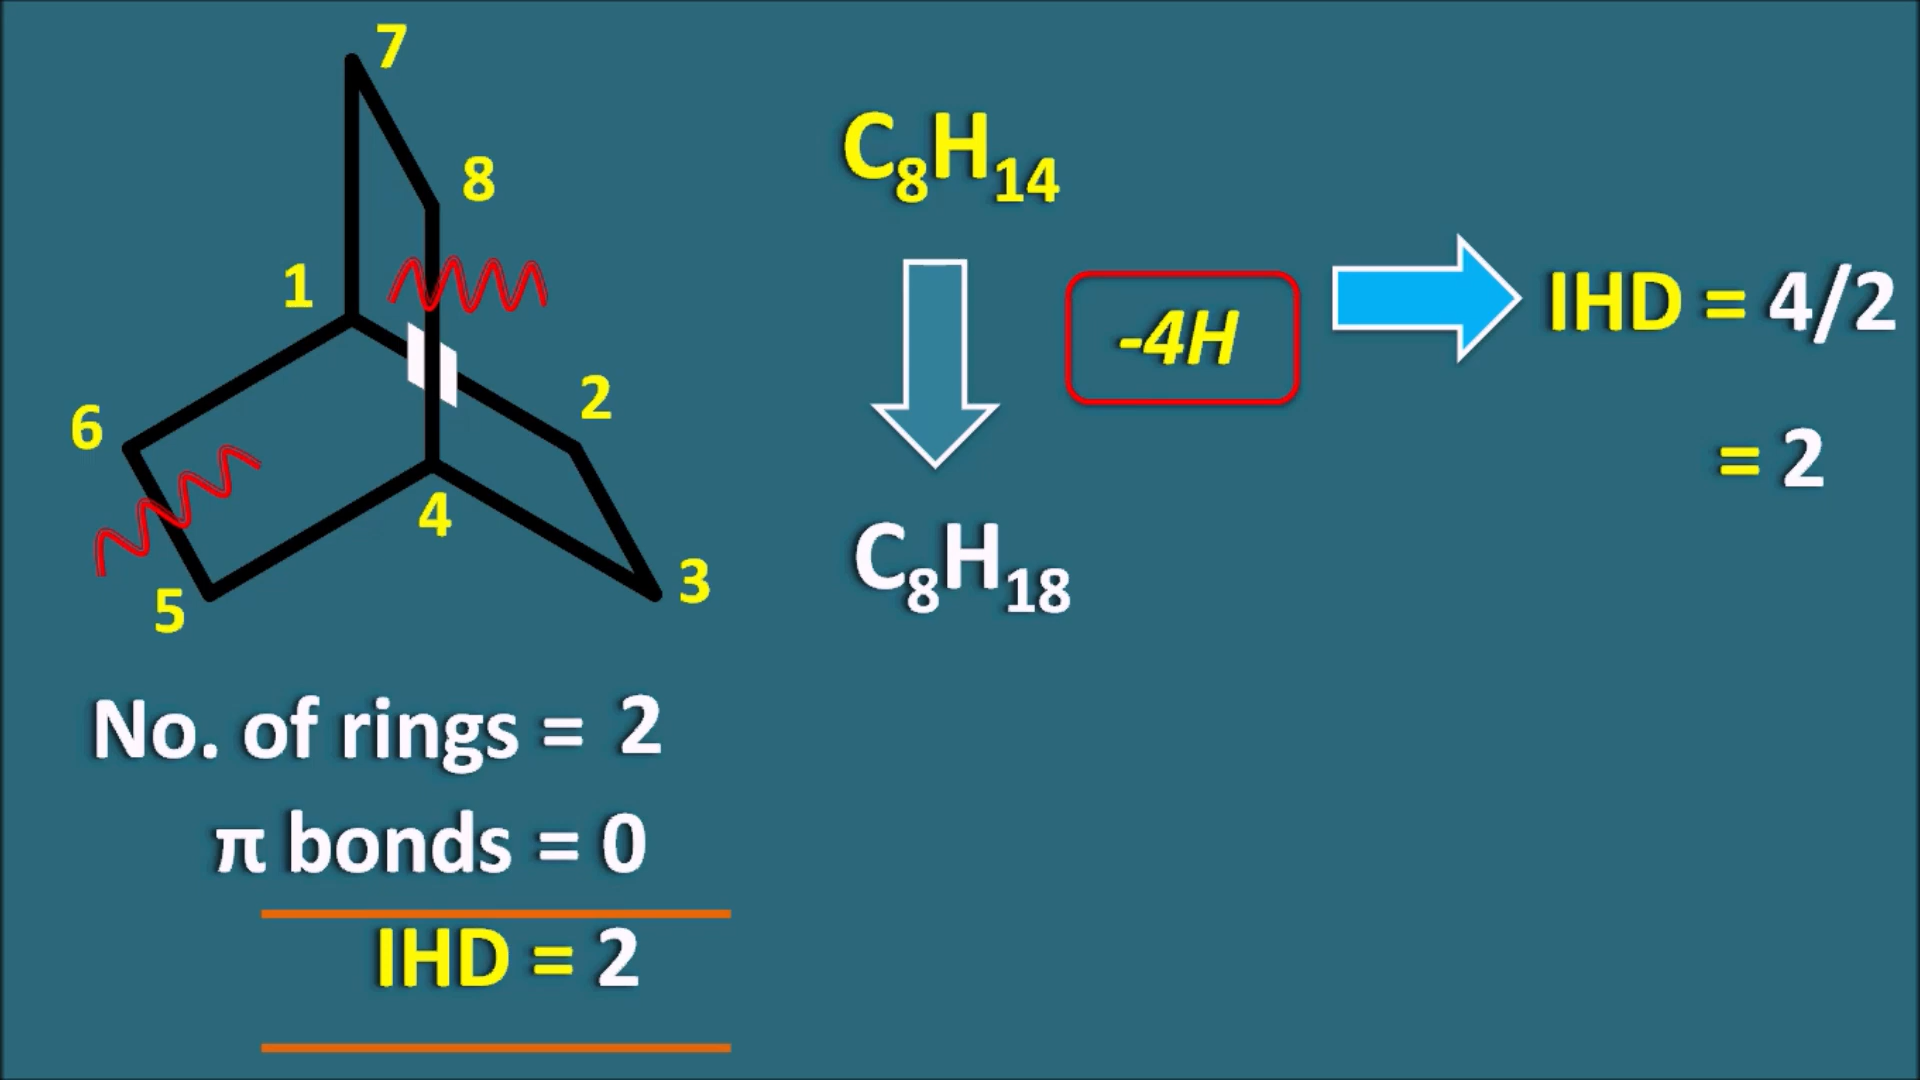 7
8
1
2
6
4
3
5
C₈H₁₄
-4H
IHD = 4/2
= 2
C₈H₁₈
No. of rings = 2
π bonds = 0
IHD = 2